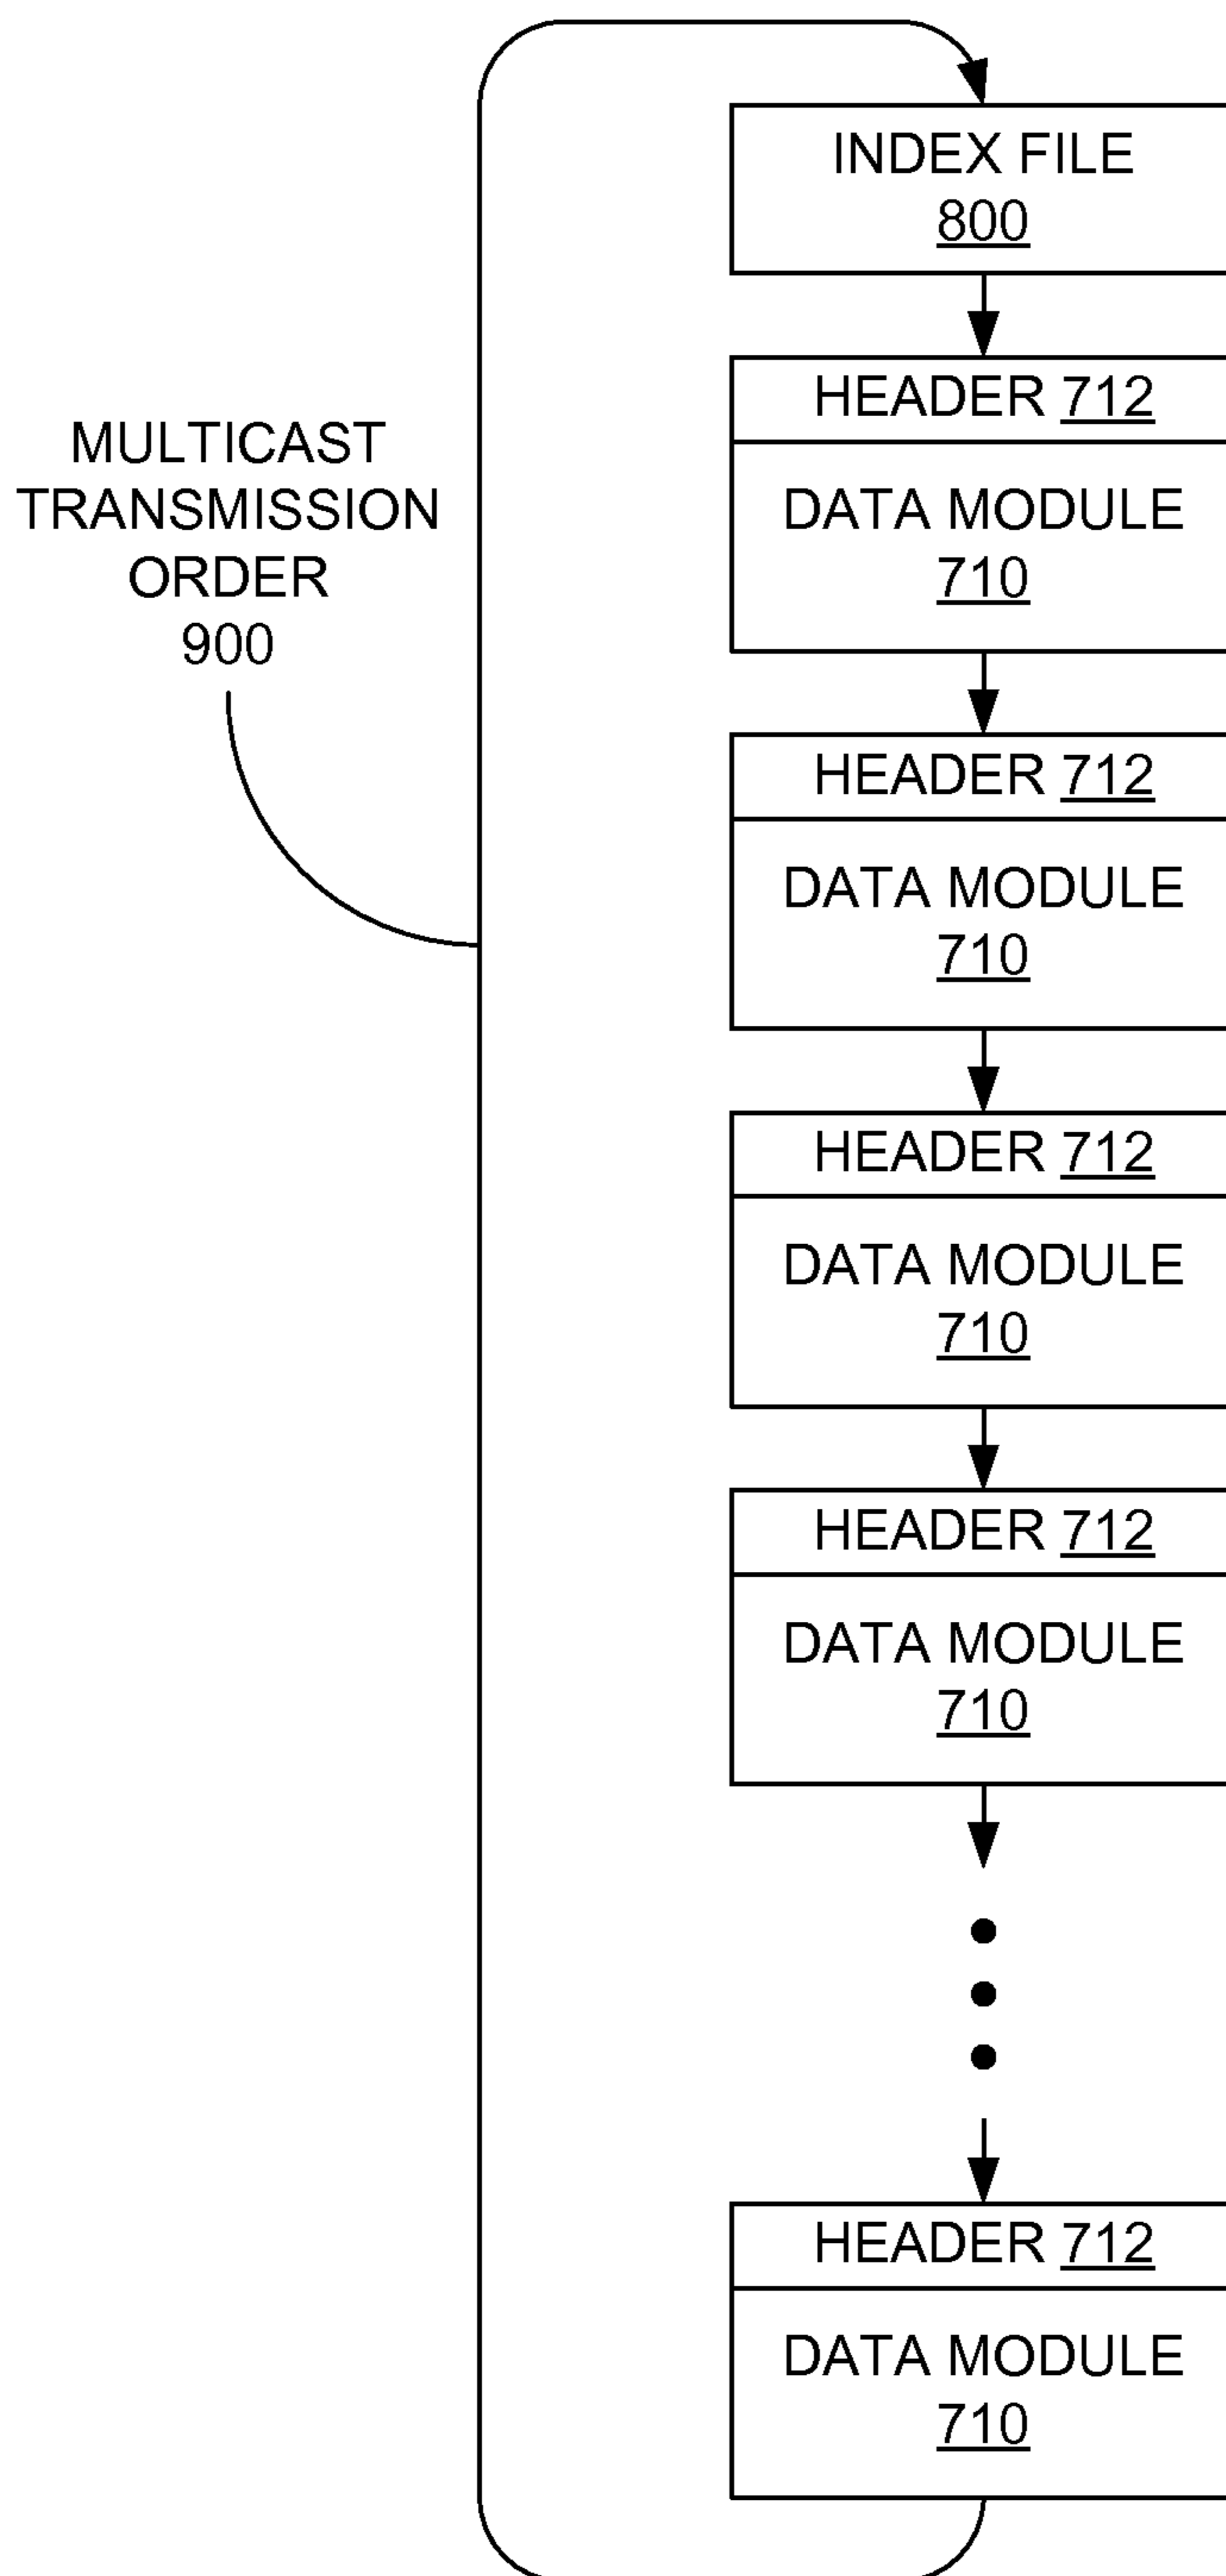 INDEX FILE
800
HEADER 712
DATA MODULE
710
MULTICAST
TRANSMISSION
ORDER
900
HEADER 712
DATA MODULE
710
HEADER 712
DATA MODULE
710
HEADER 712
DATA MODULE
710
HEADER 712
DATA MODULE
710